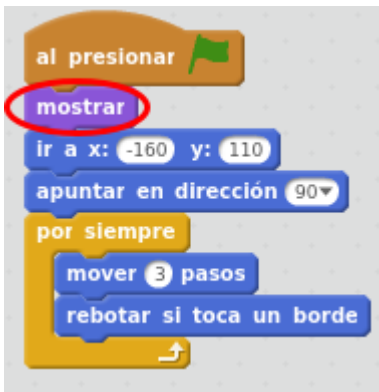 al presionar
mostrar
ir a x: -160 y: 110
apuntar en dirección 90
por siempre
mover 3 pasos
rebotar si toca un borde